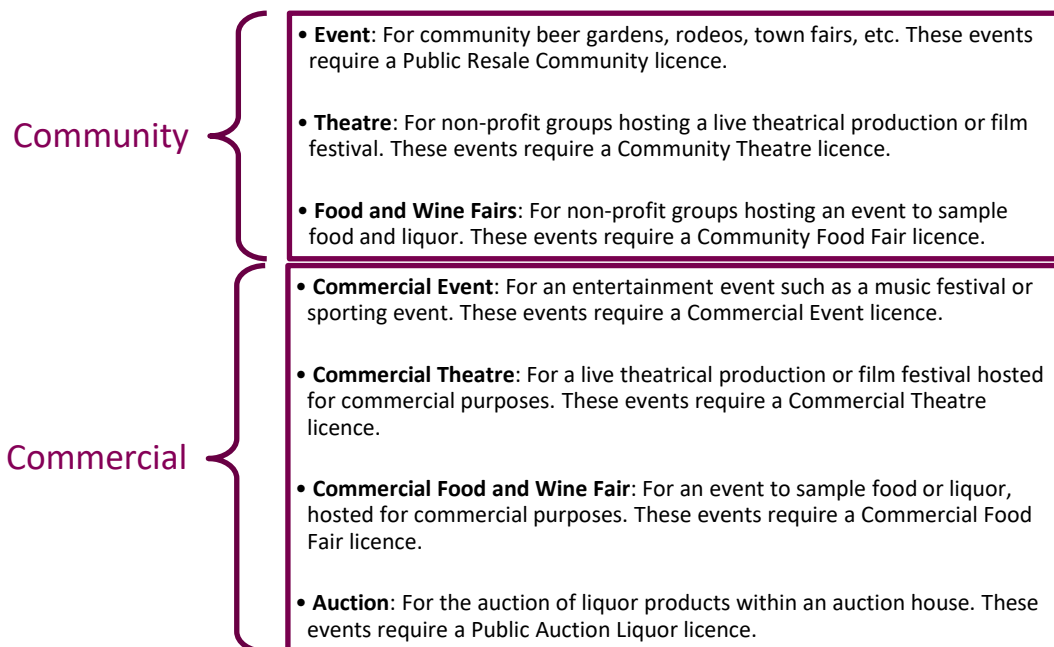 Community
• Event: For community beer gardens, rodeos, town fairs, etc. These events
require a Public Resale Community licence.
• Theatre: For non-profit groups hosting a live theatrical production or film
festival. These events require a Community Theatre licence.
• Food and Wine Fairs: For non-profit groups hosting an event to sample
food and liquor. These events require a Community Food Fair licence.
Commercial
• Commercial Event: For an entertainment event such as a music festival or
sporting event. These events require a Commercial Event licence.
• Commercial Theatre: For a live theatrical production or film festival hosted
for commercial purposes. These events require a Commercial Theatre
licence.
• Commercial Food and Wine Fair: For an event to sample food or liquor,
hosted for commercial purposes. These events require a Commercial Food
Fair licence.
• Auction: For the auction of liquor products within an auction house. These
events require a Public Auction Liquor licence.